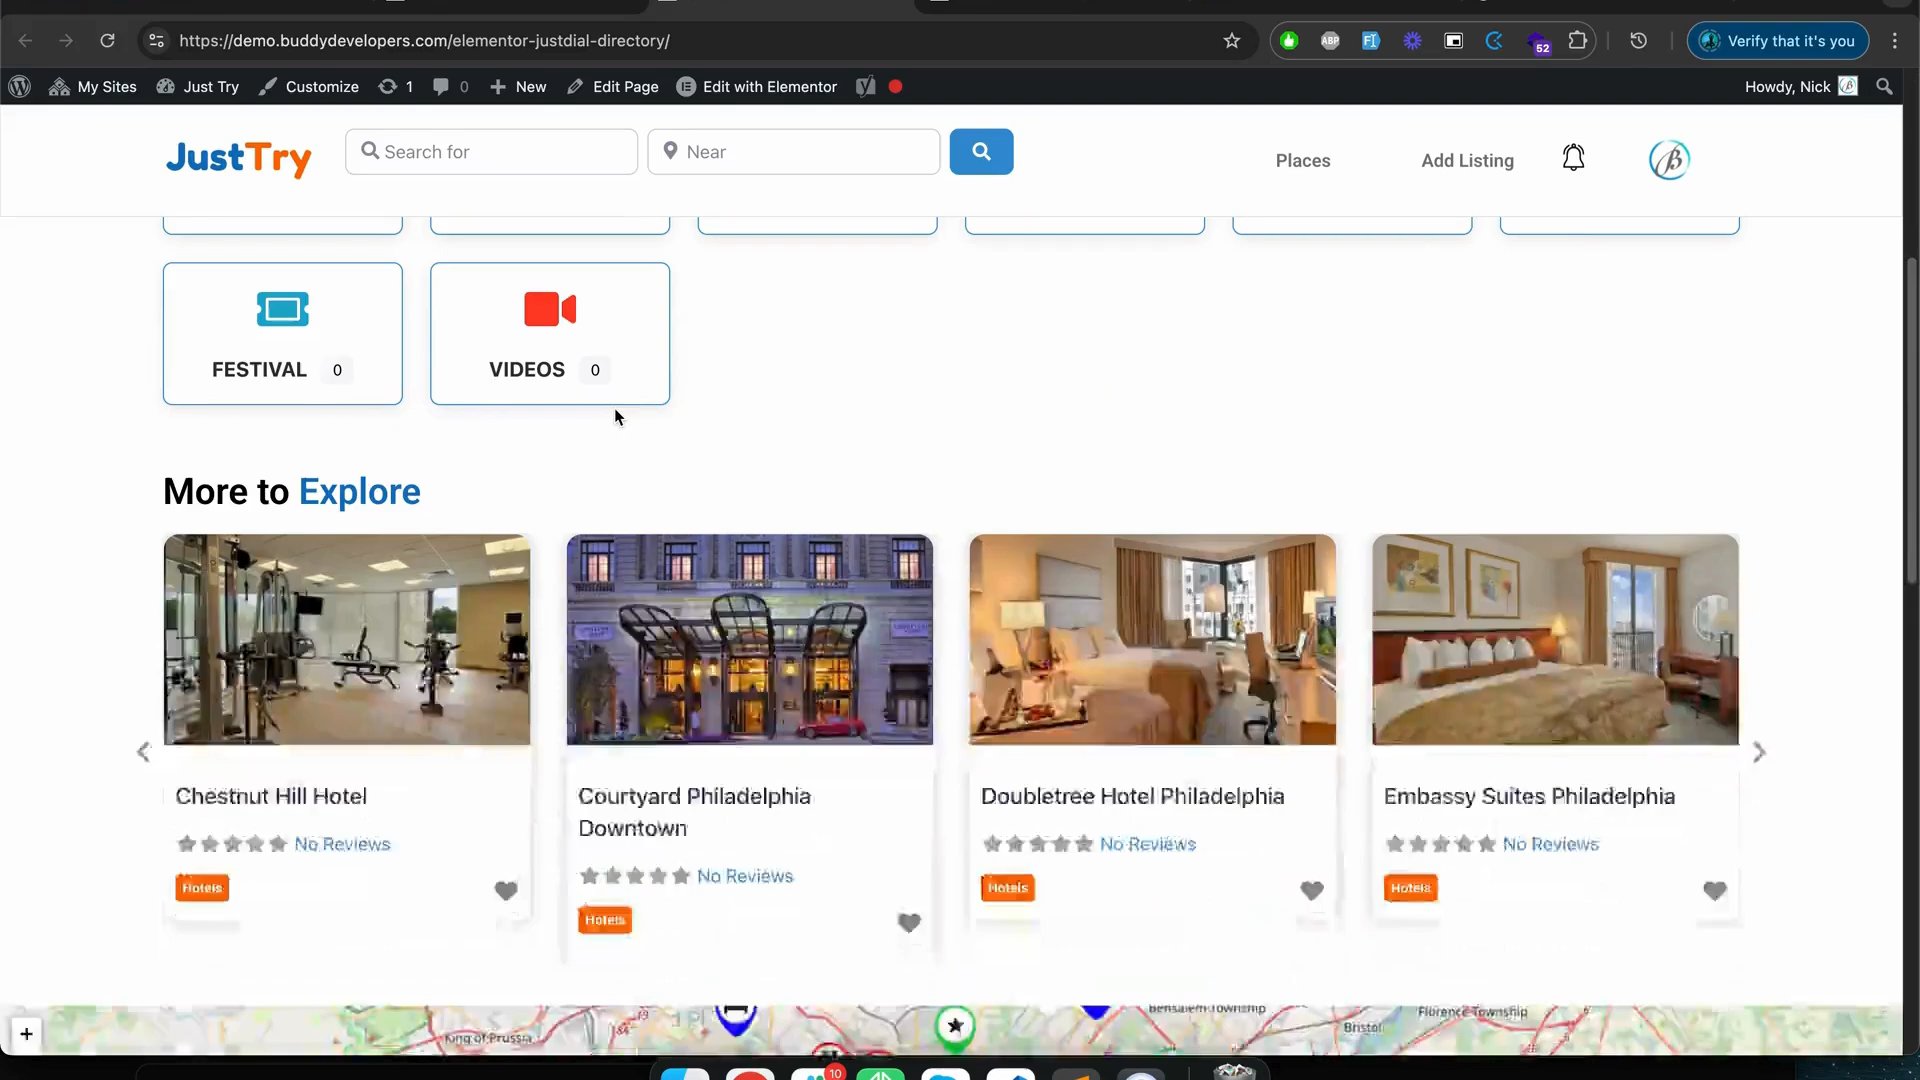 https://demo.buddydevelopers.com/elementor-justdial-directory/
ABP
52
Verify that it's you
My Sites
Just Try
Customize
1
0
New
Edit Page
Edit with Elementor
Howdy, Nick
JustTry
Search for
Near
Places
Add Listing
FESTIVAL 0
VIDEOS 0
More to Explore
Chestnut Hill Hotel
No Reviews
Hotels
Courtyard Philadelphia
Downtown
No Reviews
Hotels
Doubletree Hotel Philadelphia
No Reviews
Hotels
Embassy Suites Philadelphia
No Reviews
Hotels
+
King of Prussia
Bensalem Township
Bristol
Florence Township
10